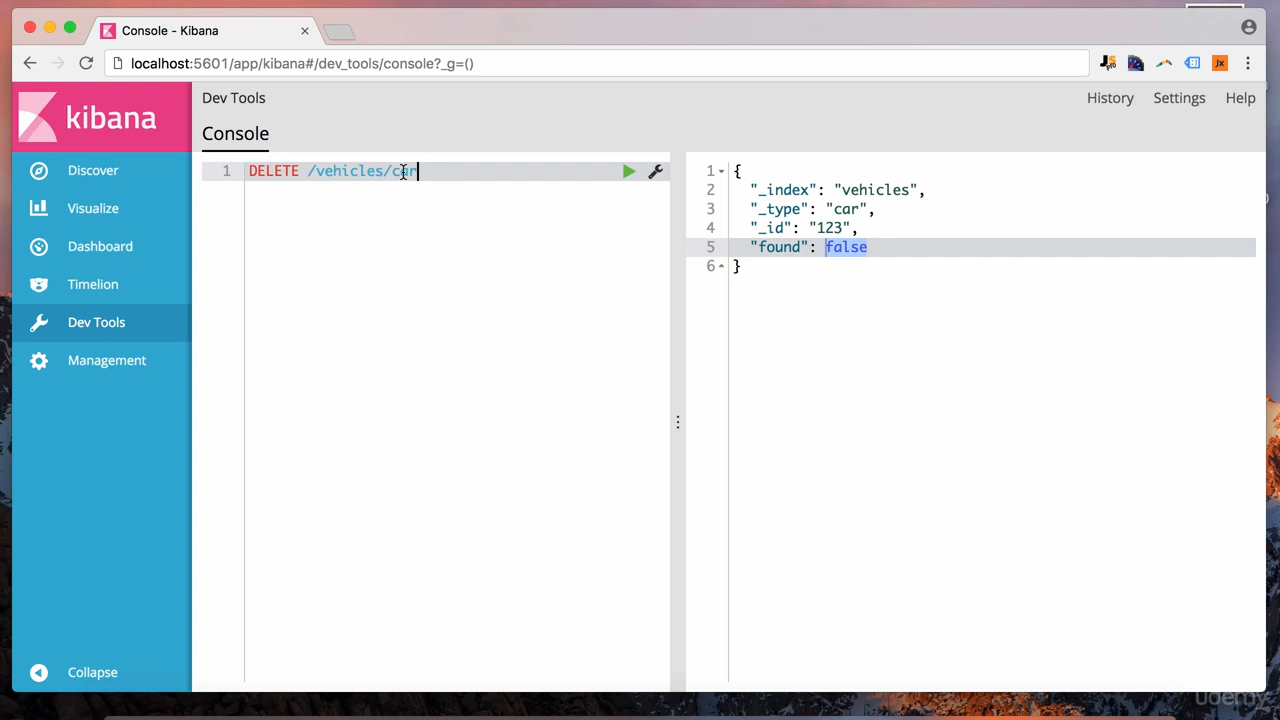 Console - Kibana
localhost:5601/app/kibana#/dev_tools/console?_g=()
kibana
Discover
Visualize
Dashboard
Timelion
Dev Tools
Management
Collapse
Dev Tools
History Settings Help
Console
1 DELETE /vehicles/car
1 {
2 "_index": "vehicles",
3 "_type": "car",
4 "_id": "123",
5 "found": false
6 }
udemy